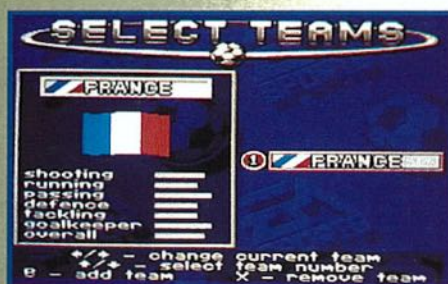 SELECT TEAMS
FRANCE
1 FRANCE
shooting
running
passing
defence
tackling
goalkeeper
overall
←/→ - change current team
↑/↓ - select team number
e - add team X - remove team